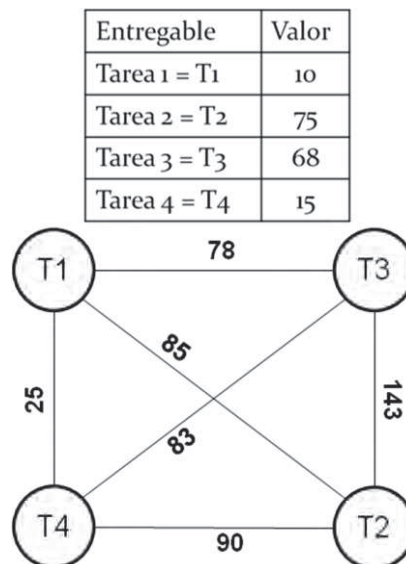 Entregable Valor
Tarea 1 = T1 10
Tarea 2 = T2 75
Tarea 3 = T3 68
Tarea 4 = T4 15
T1 78 T3
85
25 143
83
T4 90 T2